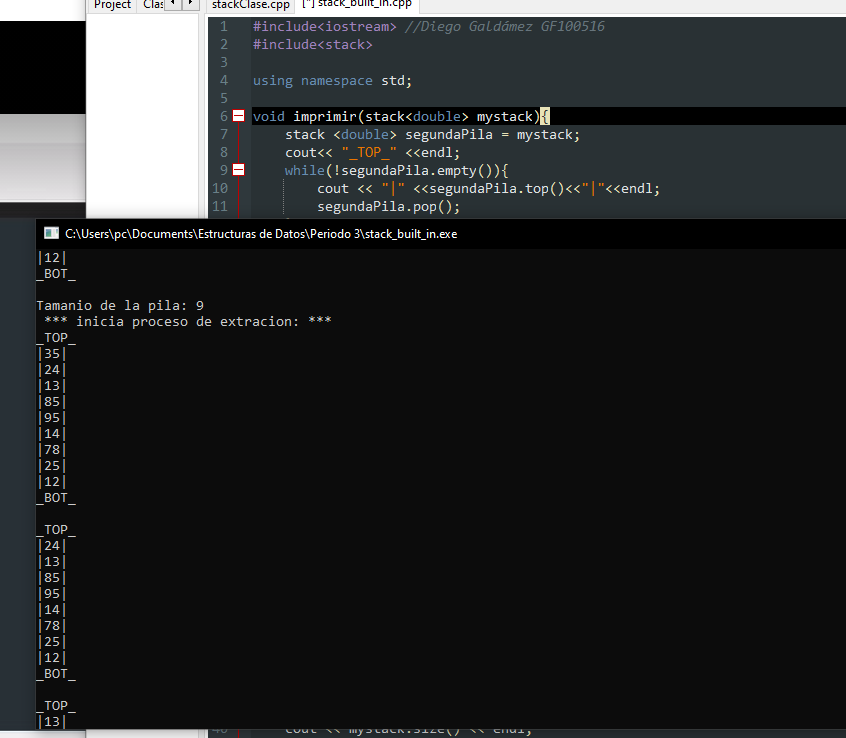 Project
stackClase.cpp
[*] stack_built_in.cpp
1 #include<iostream> //Diego Galdámez GF100516
2 #include<stack>
3
4 using namespace std;
5
6 void imprimir(stack<double> mystack){
7 stack <double> segundaPila = mystack;
8 cout<< "_TOP_" <<endl;
9 while(!segundaPila.empty()){
10 cout << "|" <<segundaPila.top()<<"|"<<endl;
11 segundaPila.pop();
C:\Users\pc\Documents\Estructuras de Datos\Periodo 3\stack_built_in.exe
|12|
_BOT_
Tamanio de la pila: 9
*** inicia proceso de extracion: ***
_TOP_
|35|
|24|
|13|
|85|
|95|
|14|
|78|
|25|
|12|
_BOT_
_TOP_
|24|
|13|
|85|
|95|
|14|
|78|
|25|
|12|
_BOT_
_TOP_
|13|
cout << mystack.size() << endl;